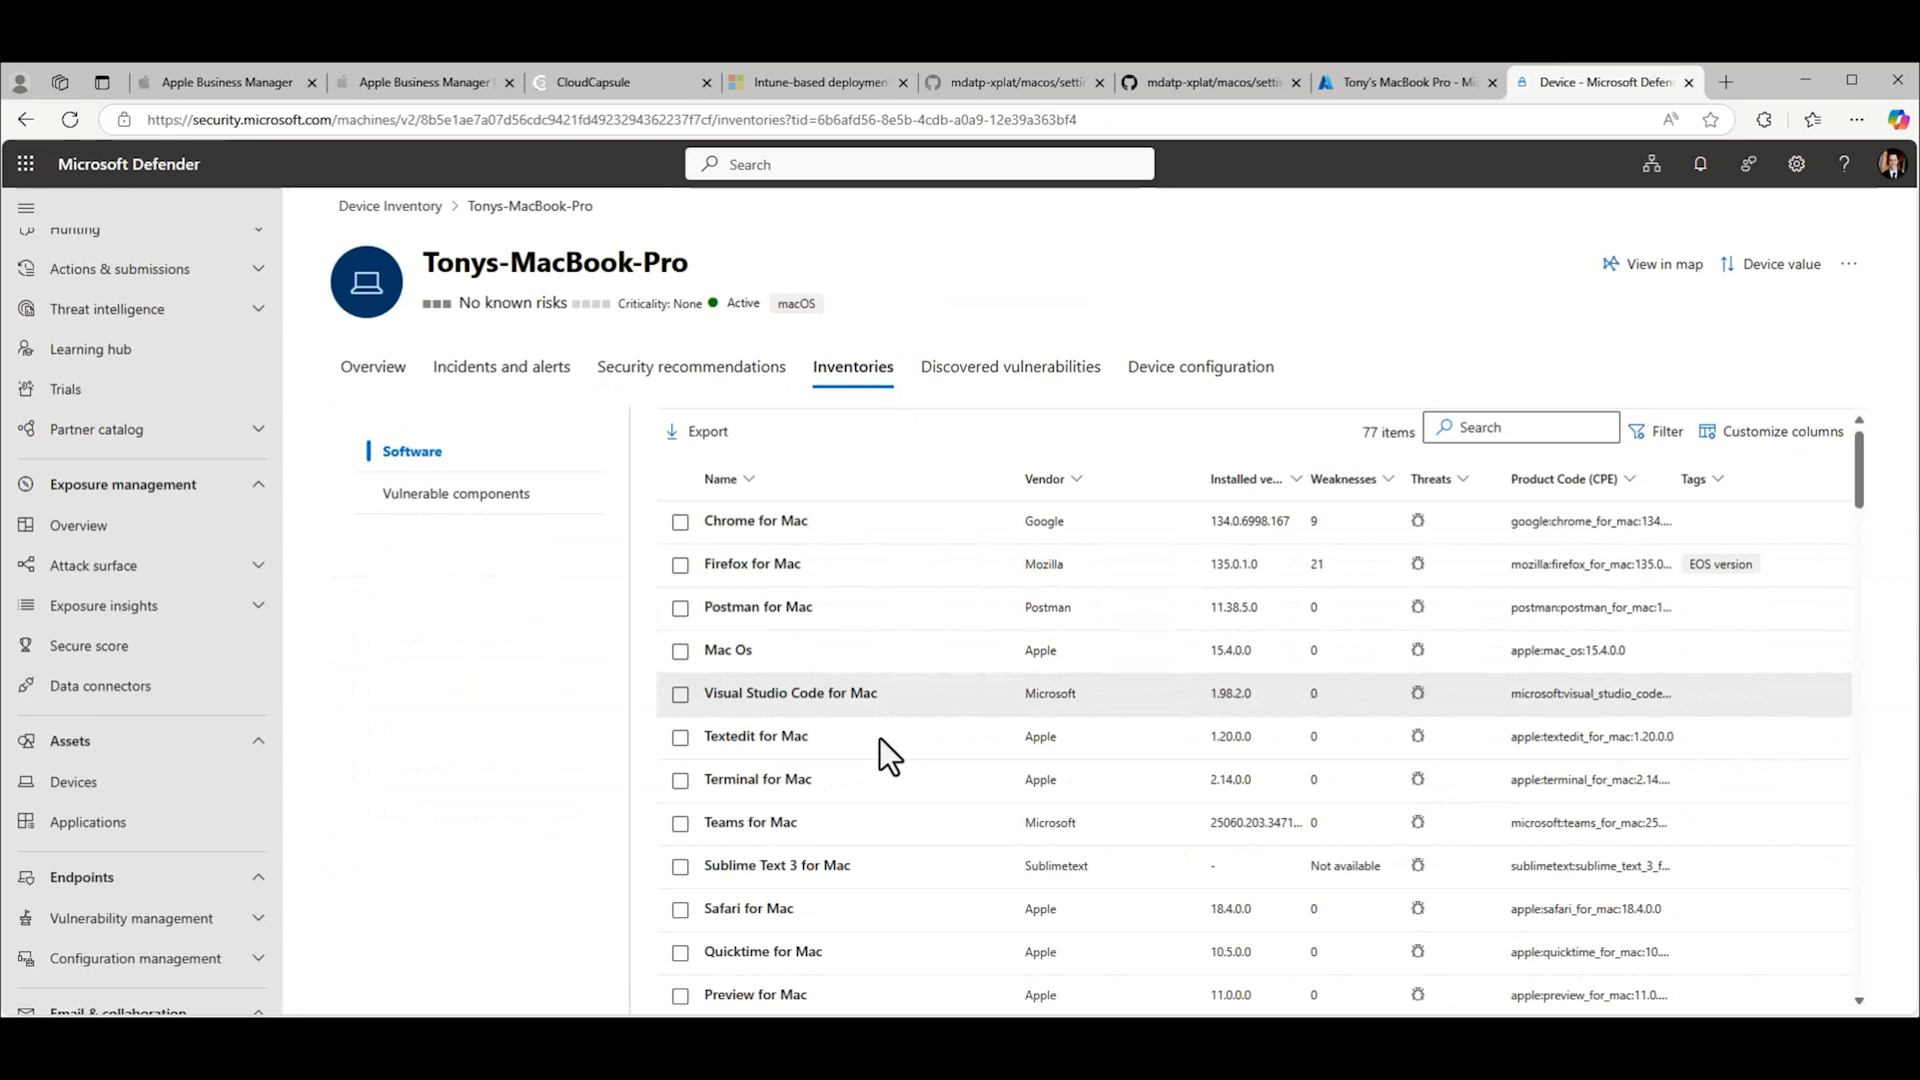 Apple Business Manager
Apple Business Manager
CloudCapsule
Intune-based deploymen
mdatp-xplat/macos/settin
mdatp-xplat/macos/settin
Tony's MacBook Pro - Mi
Device - Microsoft Defen
https://security.microsoft.com/machines/v2/8b5e1ae7a07d56cdc9421fd4923294362237f7cf/inventories?tid=6b6afd56-8e5b-4cdb-a0a9-12e39a363bf4
Microsoft Defender
Search
Hunting
Actions & submissions
Threat intelligence
Learning hub
Trials
Partner catalog
Exposure management
Overview
Attack surface
Exposure insights
Secure score
Data connectors
Assets
Devices
Applications
Endpoints
Vulnerability management
Configuration management
Email & collaboration
Device Inventory > Tonys-MacBook-Pro
Tonys-MacBook-Pro
No known risks Criticality: None Active macOS
View in map Device value ...
Overview Incidents and alerts Security recommendations Inventories Discovered vulnerabilities Device configuration
Software
Vulnerable components
Export 77 items Search Filter Customize columns
Name Vendor Installed ve... Weaknesses Threats Product Code (CPE) Tags
Chrome for Mac Google 134.0.6998.167 9 google:chrome_for_mac:134....
Firefox for Mac Mozilla 135.0.1.0 21 mozilla:firefox_for_mac:135.0... EOS version
Postman for Mac Postman 11.38.5.0 0 postman:postman_for_mac:1...
Mac Os Apple 15.4.0.0 0 apple:mac_os:15.4.0.0
Visual Studio Code for Mac Microsoft 1.98.2.0 0 microsoft:visual_studio_code...
Textedit for Mac Apple 1.20.0.0 0 apple:textedit_for_mac:1.20.0.0
Terminal for Mac Apple 2.14.0.0 0 apple:terminal_for_mac:2.14....
Teams for Mac Microsoft 25060.203.3471... 0 microsoft:teams_for_mac:25...
Sublime Text 3 for Mac Sublimetext - Not available sublimetext:sublime_text_3_f...
Safari for Mac Apple 18.4.0.0 0 apple:safari_for_mac:18.4.0.0
Quicktime for Mac Apple 10.5.0.0 0 apple:quicktime_for_mac:10....
Preview for Mac Apple 11.0.0.0 0 apple:preview_for_mac:11.0....